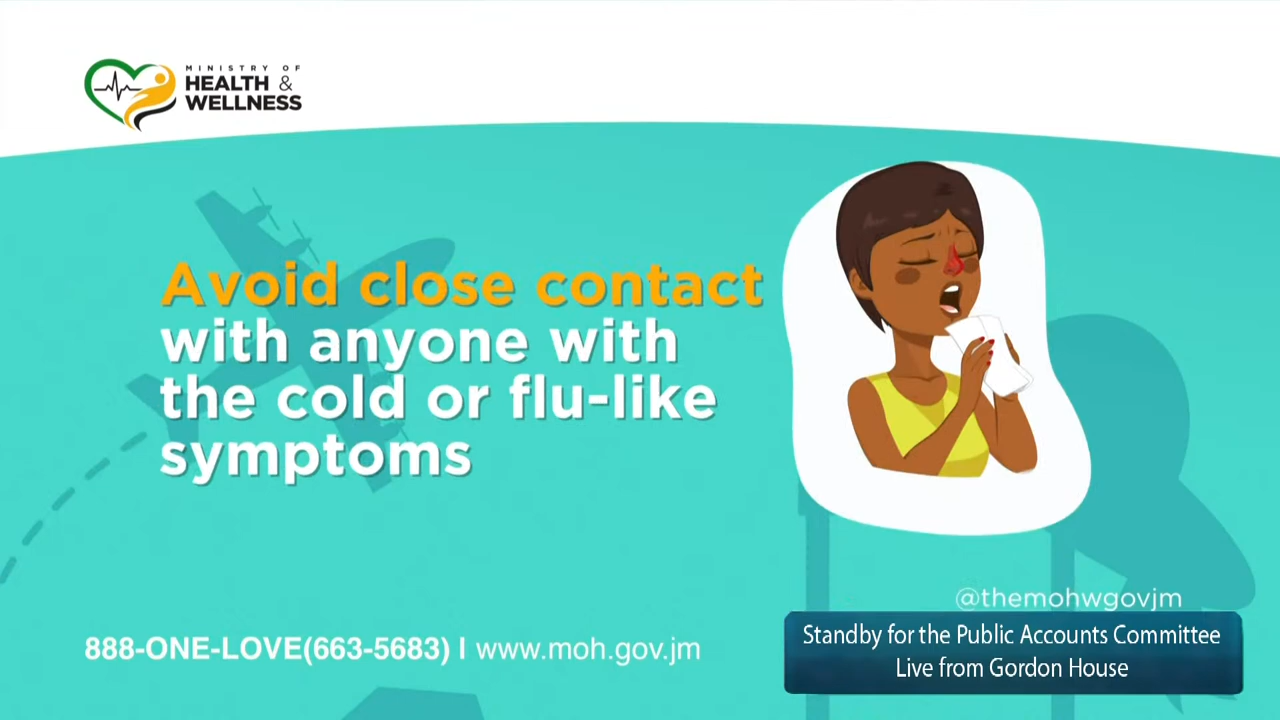 MINISTRY OF
HEALTH &
WELLNESS
Avoid close contact
with anyone with
the cold or flu-like
symptoms
@themohwgovjm
888-ONE-LOVE(663-5683) I www.moh.gov.jm
Standby for the Public Accounts Committee
Live from Gordon House